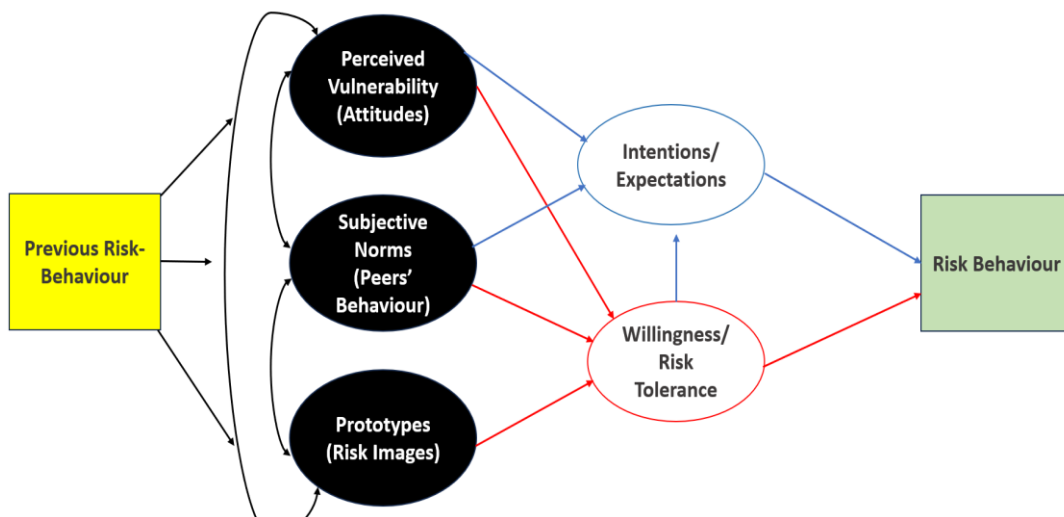 Previous Risk-
Behaviour
Perceived
Vulnerability
(Attitudes)
Subjective
Norms
(Peers’
Behaviour)
Prototypes
(Risk Images)
Intentions/
Expectations
Willingness/
Risk
Tolerance
Risk Behaviour